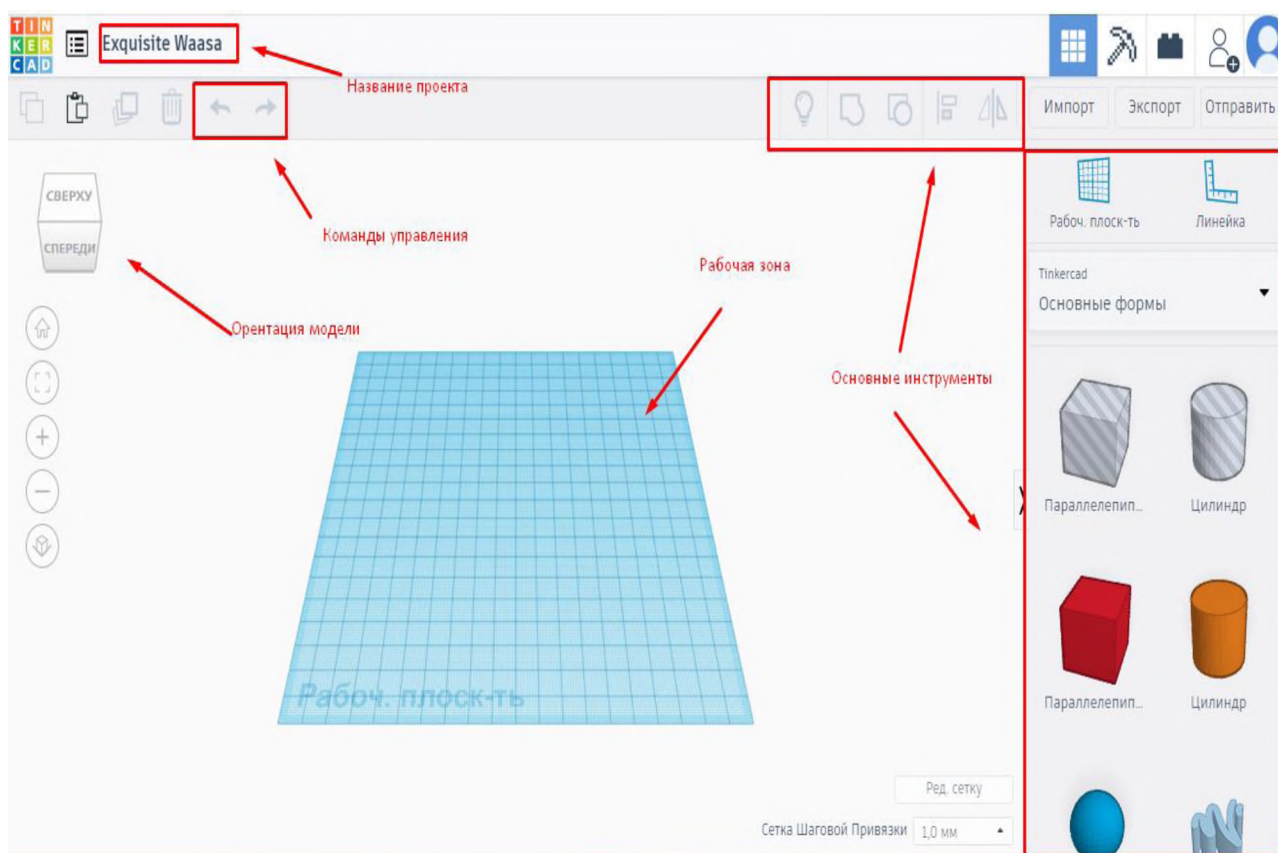 TIN
KER
CAD
Exquisite Waasa
Название проекта
Импорт
Экспорт
Отправить
СВЕРХУ
СПЕРЕДИ
Команды управления
Рабоч. плоск-ть
Линейка
Рабочая зона
Tinkercad
Основные формы
Орентация модели
Основные инструменты
Параллелепип...
Цилиндр
Рабоч. плоск-ть
Параллелепип...
Цилиндр
Ред. сетку
Сетка Шаговой Привязки
1,0 мм